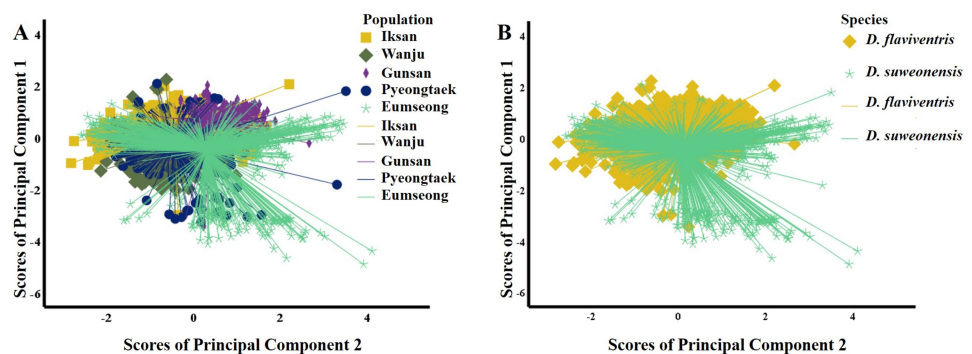 A
Scores of Principal Component 1
4
2
0
-2
-4
-6
-2
0
2
4
Scores of Principal Component 2
Population
Iksan
Wanju
Gunsan
Pyeongtaek
Eumseong
Iksan
Wanju
Gunsan
Pyeongtaek
Eumseong
B
Scores of Principal Component 1
4
2
0
-2
-4
-6
-2
0
2
4
Scores of Principal Component 2
Species
D. flaviventris
D. suweonensis
D. flaviventris
D. suweonensis